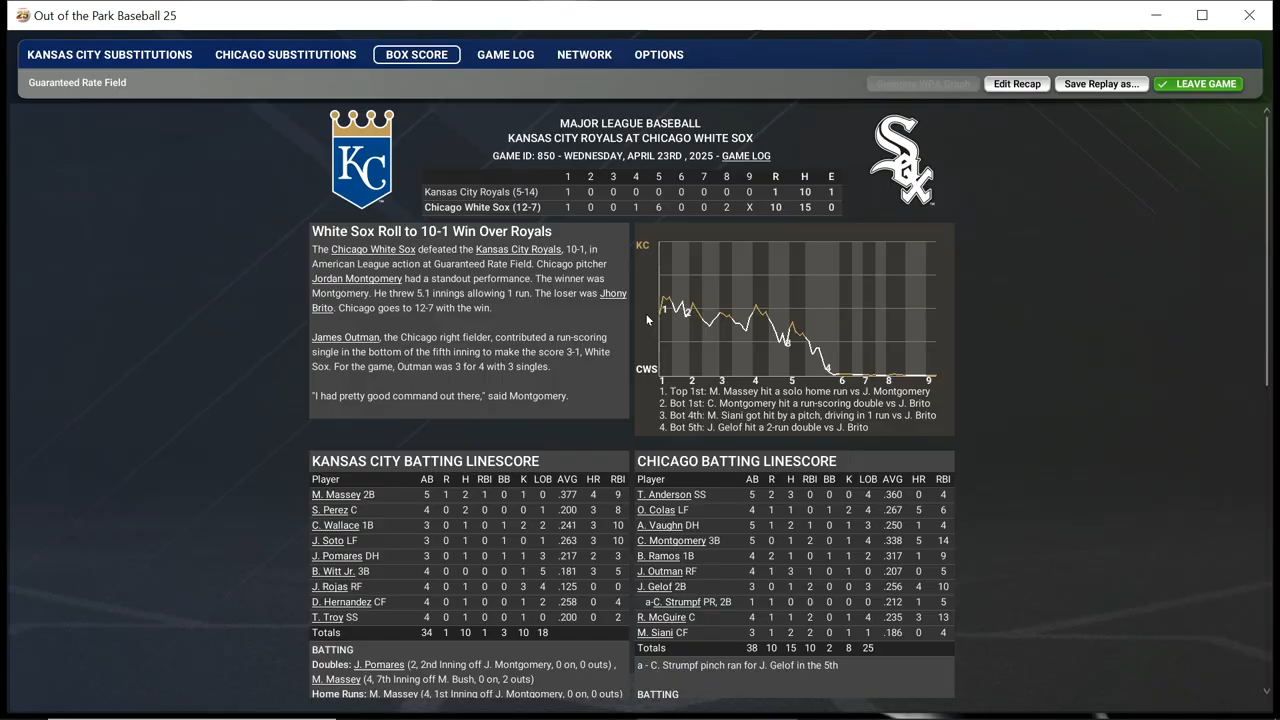 Out of the Park Baseball 25
KANSAS CITY SUBSTITUTIONS CHICAGO SUBSTITUTIONS BOX SCORE GAME LOG NETWORK OPTIONS
Guaranteed Rate Field Edit Recap Save Replay as... LEAVE GAME
MAJOR LEAGUE BASEBALL
KANSAS CITY ROYALS AT CHICAGO WHITE SOX
GAME ID: 850 - WEDNESDAY, APRIL 23RD , 2025 - GAME LOG
1 2 3 4 5 6 7 8 9 R H E
Kansas City Royals (5-14) 1 0 0 0 0 0 0 0 0 1 10 1
Chicago White Sox (12-7) 1 0 0 1 6 0 0 2 X 10 15 0
KC
Sox
White Sox Roll to 10-1 Win Over Royals
The Chicago White Sox defeated the Kansas City Royals, 10-1, in
American League action at Guaranteed Rate Field. Chicago pitcher
Jordan Montgomery had a standout performance. The winner was
Montgomery. He threw 5.1 innings allowing 1 run. The loser was Jhony
Brito. Chicago goes to 12-7 with the win.
James Outman, the Chicago right fielder, contributed a run-scoring
single in the bottom of the fifth inning to make the score 3-1, White
Sox. For the game, Outman was 3 for 4 with 3 singles.
"I had pretty good command out there," said Montgomery.
KC
1 2 3 4
CWS
1 2 3 4 5 6 7 8 9
1. Top 1st: M. Massey hit a solo home run vs J. Montgomery
2. Bot 1st: C. Montgomery hit a run-scoring double vs J. Brito
3. Bot 4th: M. Siani got hit by a pitch, driving in 1 run vs J. Brito
4. Bot 5th: J. Gelof hit a 2-run double vs J. Brito
KANSAS CITY BATTING LINESCORE
Player AB R H RBI BB K LOB AVG HR RBI
M. Massey 2B 5 1 2 1 0 1 0 .377 4 9
S. Perez C 4 0 2 0 0 0 0 .200 3 8
C. Wallace 1B 3 0 1 0 1 2 2 .241 3 10
J. Soto LF 3 0 1 0 1 0 1 .263 3 10
J. Pomares DH 3 0 1 0 1 1 3 .217 2 3
B. Witt Jr. 3B 4 0 0 0 0 1 5 .181 3 5
J. Rojas RF 4 0 1 0 0 3 4 .125 0 0
D. Hernandez CF 4 0 1 0 0 1 2 .258 0 4
T. Troy SS 4 0 1 0 0 1 1 .200 0 2
Totals 34 1 10 1 3 10 18
BATTING
Doubles: J. Pomares (2, 2nd Inning off J. Montgomery, 0 on, 0 outs) ,
M. Massey (4, 7th Inning off M. Bush, 0 on, 2 outs)
Home Runs: M. Massey (4, 1st Inning off J. Montgomery, 0 on, 0 outs)
CHICAGO BATTING LINESCORE
Player AB R H RBI BB K LOB AVG HR RBI
T. Anderson SS 5 2 3 0 0 0 4 .360 0 4
O. Colas LF 4 1 1 0 1 2 4 .267 5 6
A. Vaughn DH 5 1 2 1 0 1 3 .250 1 4
C. Montgomery 3B 5 0 1 2 0 1 4 .338 5 14
B. Ramos 1B 4 2 1 0 1 1 2 .317 1 9
J. Outman RF 4 1 3 1 0 1 0 .207 0 5
J. Gelof 2B 3 0 1 2 0 0 3 .256 4 10
a-C. Strumpf PR, 2B 1 1 0 0 0 0 0 .212 1 5
R. McGuire C 4 1 1 2 0 1 4 .235 3 13
M. Siani CF 3 1 2 2 0 1 1 .186 0 4
Totals 38 10 15 10 2 8 25
a - C. Strumpf pinch ran for J. Gelof in the 5th
BATTING